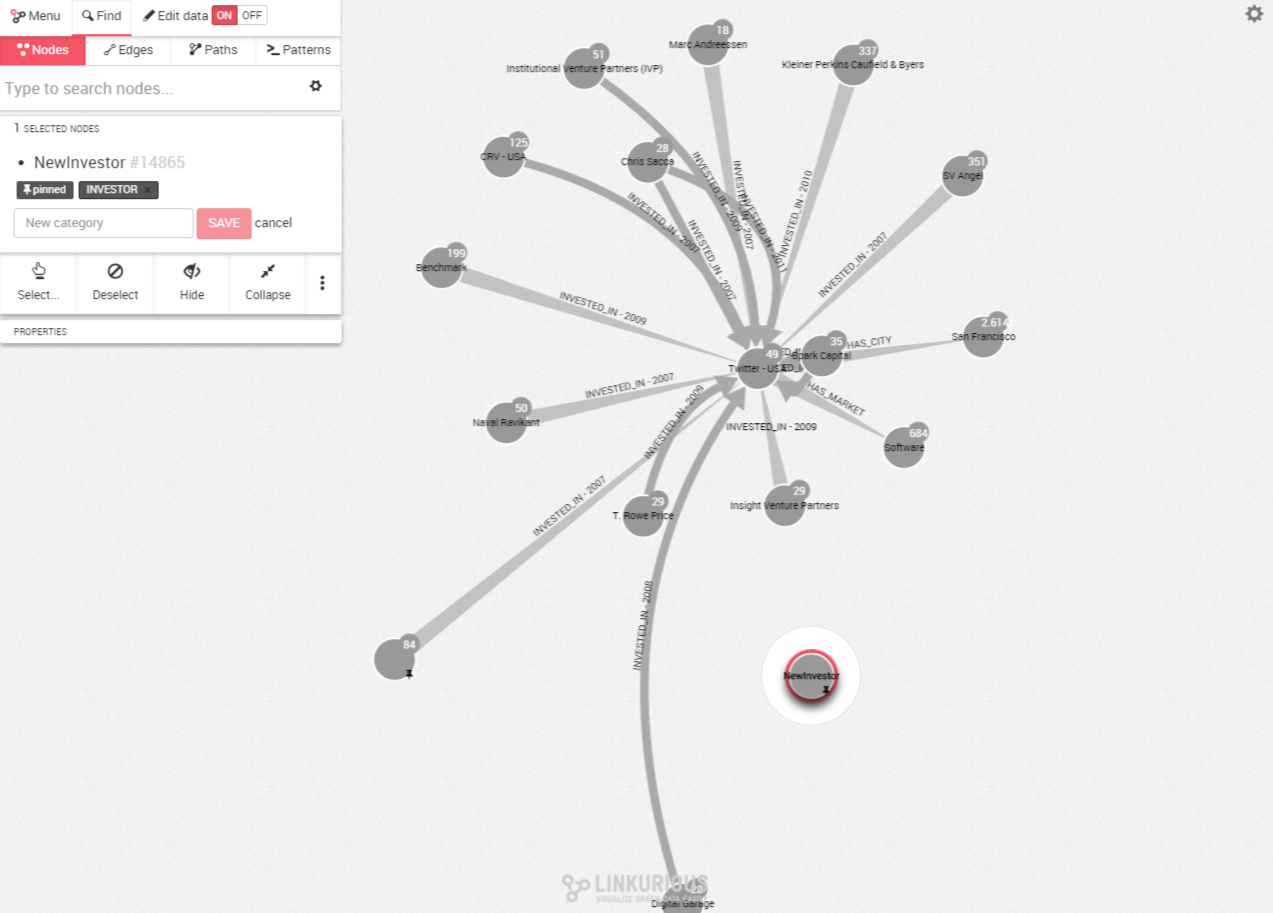 Menu
Find
Edit data ON OFF
Nodes
Edges
Paths
Patterns
Type to search nodes...
1 SELECTED NODES
• NewInvestor #14865
pinned
INVESTOR ×
New category
SAVE
cancel
Select...
Deselect
Hide
Collapse
PROPERTIES
18
Marc Andreessen
51
Institutional Venture Partners (IVP)
337
Kleiner Perkins Caufield & Byers
125
CRV - USA
28
Chris Sacca
351
SV Angel
INVESTED_IN - 2009
INVESTED_IN - 2007
INVESTED_IN - 2011
INVESTED_IN - 2010
INVESTED_IN - 2007
INVESTED_IN - 2007
INVESTED_IN - 2007
199
Benchmark
INVESTED_IN - 2009
2.614
San Francisco
HAS_CITY
35
Spark Capital
49
Twitter - USA
INVESTED_IN - 2007
INVESTED_IN - 2009
HAS_MARKET
50
Naval Ravikant
INVESTED_IN - 2009
684
Software
29
T. Rowe Price
29
Insight Venture Partners
INVESTED_IN - 2007
INVESTED_IN - 2008
84
NewInvestor
LINKURIOUS
22
Digital Garage